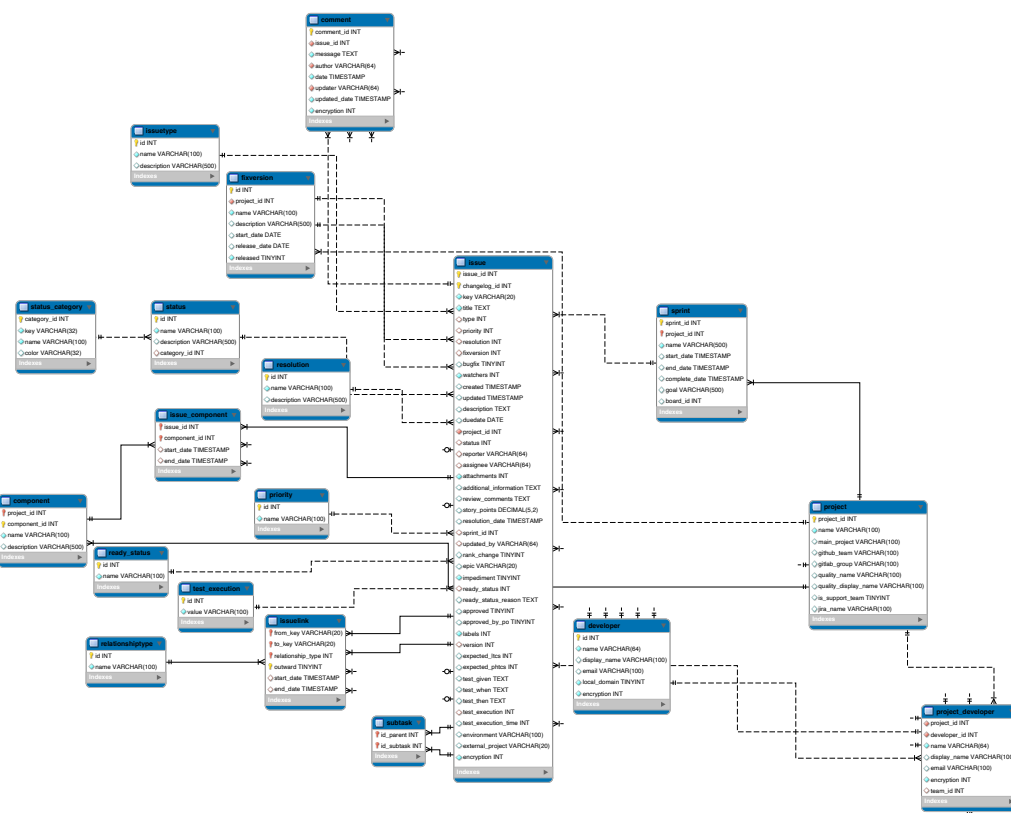 comment
comment_id INT
issue_id INT
message TEXT
author VARCHAR(64)
date TIMESTAMP
updater VARCHAR(64)
updated_date TIMESTAMP
encryption INT
Indexes
issuetype
id INT
name VARCHAR(100)
description VARCHAR(500)
Indexes
fixversion
id INT
project_id INT
name VARCHAR(100)
description VARCHAR(500)
start_date DATE
release_date DATE
released TINYINT
Indexes
status_category
category_id INT
key VARCHAR(32)
name VARCHAR(100)
color VARCHAR(32)
Indexes
status
id INT
name VARCHAR(100)
description VARCHAR(500)
category_id INT
Indexes
resolution
id INT
name VARCHAR(100)
description VARCHAR(500)
Indexes
issue_component
issue_id INT
component_id INT
start_date TIMESTAMP
end_date TIMESTAMP
Indexes
component
project_id INT
component_id INT
name VARCHAR(100)
description VARCHAR(500)
Indexes
priority
id INT
name VARCHAR(100)
Indexes
ready_status
id INT
name VARCHAR(100)
Indexes
test_execution
id INT
value VARCHAR(100)
Indexes
relationshiptype
id INT
name VARCHAR(100)
Indexes
issuelink
from_key VARCHAR(20)
to_key VARCHAR(20)
relationship_type INT
outward TINYINT
start_date TIMESTAMP
end_date TIMESTAMP
Indexes
subtask
id_parent INT
id_subtask INT
Indexes
issue
issue_id INT
changelog_id INT
key VARCHAR(20)
title TEXT
type INT
priority INT
resolution INT
fixversion INT
bugfix TINYINT
watchers INT
created TIMESTAMP
updated TIMESTAMP
description TEXT
duedate DATE
project_id INT
status INT
reporter VARCHAR(64)
assignee VARCHAR(64)
attachments INT
additional_information TEXT
review_comments TEXT
story_points DECIMAL(5,2)
resolution_date TIMESTAMP
sprint_id INT
updated_by VARCHAR(64)
rank_change TINYINT
epic VARCHAR(20)
impediment TINYINT
ready_status INT
ready_status_reason TEXT
approved TINYINT
approved_by_po TINYINT
labels INT
version INT
expected_ltcs INT
expected_phtcs INT
test_given TEXT
test_when TEXT
test_then TEXT
test_execution INT
test_execution_time INT
environment VARCHAR(100)
external_project VARCHAR(20)
encryption INT
Indexes
sprint
sprint_id INT
project_id INT
name VARCHAR(500)
start_date TIMESTAMP
end_date TIMESTAMP
complete_date TIMESTAMP
goal VARCHAR(500)
board_id INT
Indexes
project
project_id INT
name VARCHAR(100)
main_project VARCHAR(100)
github_team VARCHAR(100)
gitlab_group VARCHAR(100)
quality_name VARCHAR(100)
quality_display_name VARCHAR(100)
is_support_team TINYINT
jira_name VARCHAR(100)
Indexes
developer
id INT
name VARCHAR(64)
display_name VARCHAR(100)
email VARCHAR(100)
local_domain TINYINT
encryption INT
Indexes
project_developer
project_id INT
developer_id INT
name VARCHAR(64)
display_name VARCHAR(100
email VARCHAR(100)
encryption INT
team_id INT
Indexes